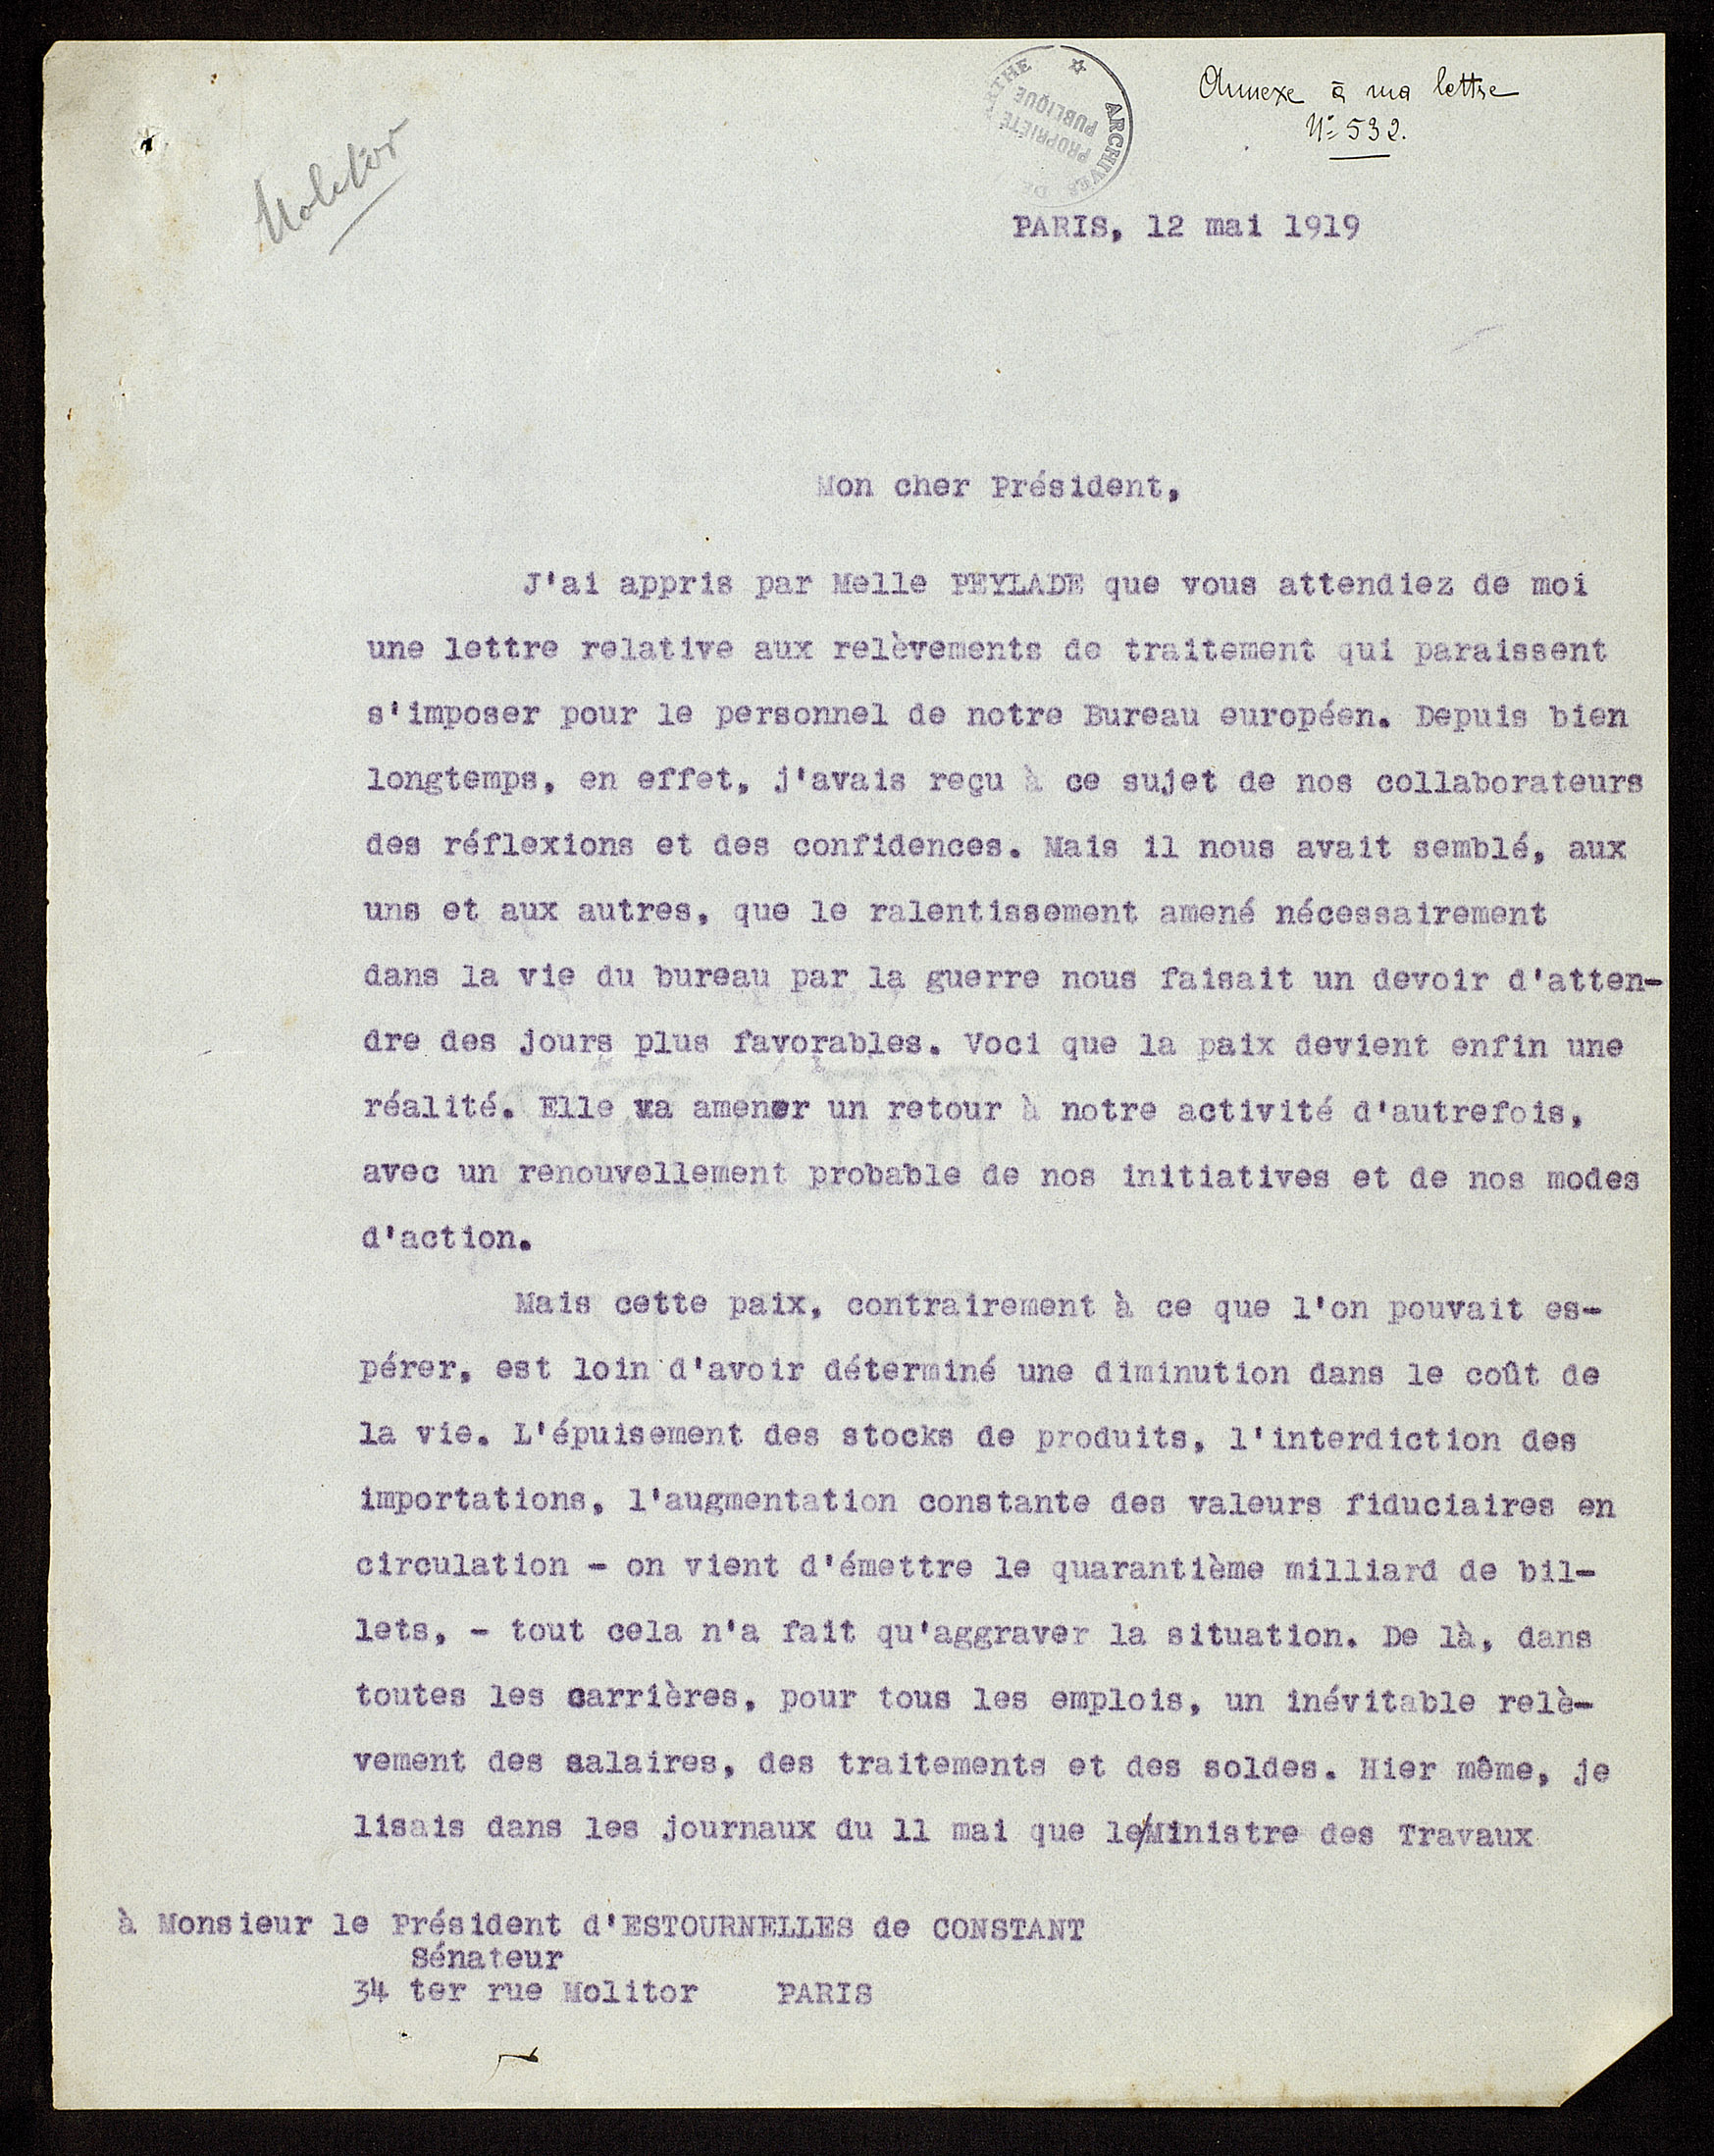 Annexe à ma lettre
N° 532.
Molitor
ARCHIVES DE
PROPRIÉTÉ
PUBLIQUE
PARIS, 12 mai 1919
Mon cher Président,
J'ai appris par Melle PEYLADE que vous attendiez de moi
une lettre relative aux relèvements de traitement qui paraissent
s'imposer pour le personnel de notre Bureau européen. Depuis bien
longtemps, en effet, j'avais reçu à ce sujet de nos collaborateurs
des réflexions et des confidences. Mais il nous avait semblé, aux
uns et aux autres, que le ralentissement amené nécessairement
dans la vie du bureau par la guerre nous faisait un devoir d'atten-
dre des jours plus favorables. Voci que la paix devient enfin une
réalité. Elle va amener un retour à notre activité d'autrefois,
avec un renouvellement probable de nos initiatives et de nos modes
d'action.
Mais cette paix, contrairement à ce que l'on pouvait es-
pérer, est loin d'avoir déterminé une diminution dans le coût de
la vie. L'épuisement des stocks de produits, l'interdiction des
importations, l'augmentation constante des valeurs fiduciaires en
circulation - on vient d'émettre le quarantième milliard de bil-
lets, - tout cela n'a fait qu'aggraver la situation. De là, dans
toutes les carrières, pour tous les emplois, un inévitable relè-
vement des salaires, des traitements et des soldes. Hier même, je
lisais dans les journaux du 11 mai que le/Ministre des Travaux
à Monsieur le Président d'ESTOURNELLES de CONSTANT
Sénateur
34 ter rue Molitor PARIS